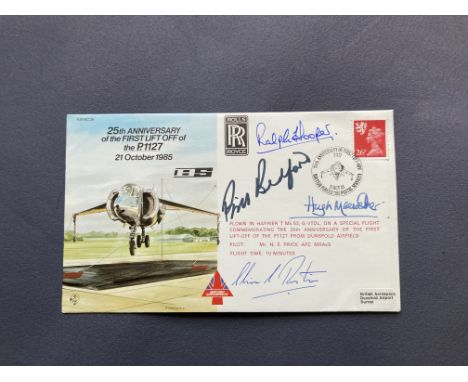 25th ANNIVERSARY
of the FIRST LIFT OFF of
the P.1127
21 October 1985
ROLLS
RR
ROYCE
Ralph Hooper.
Bill Bedford
Hugh Merewether
FLOWN IN HARRIER T Mk.52, G-VTOL, ON A SPECIAL FLIGHT
COMMEMORATING THE 25TH ANNIVERSARY OF THE FIRST
LIFT-OFF OF THE P1127 FROM DUNSFOLD AIRFIELD
PILOT: Mr. H. E. FRICK AFC MRAeS
FLIGHT TIME: 10 MINUTES
British Aerospace
Dunsfold Airport
Surrey